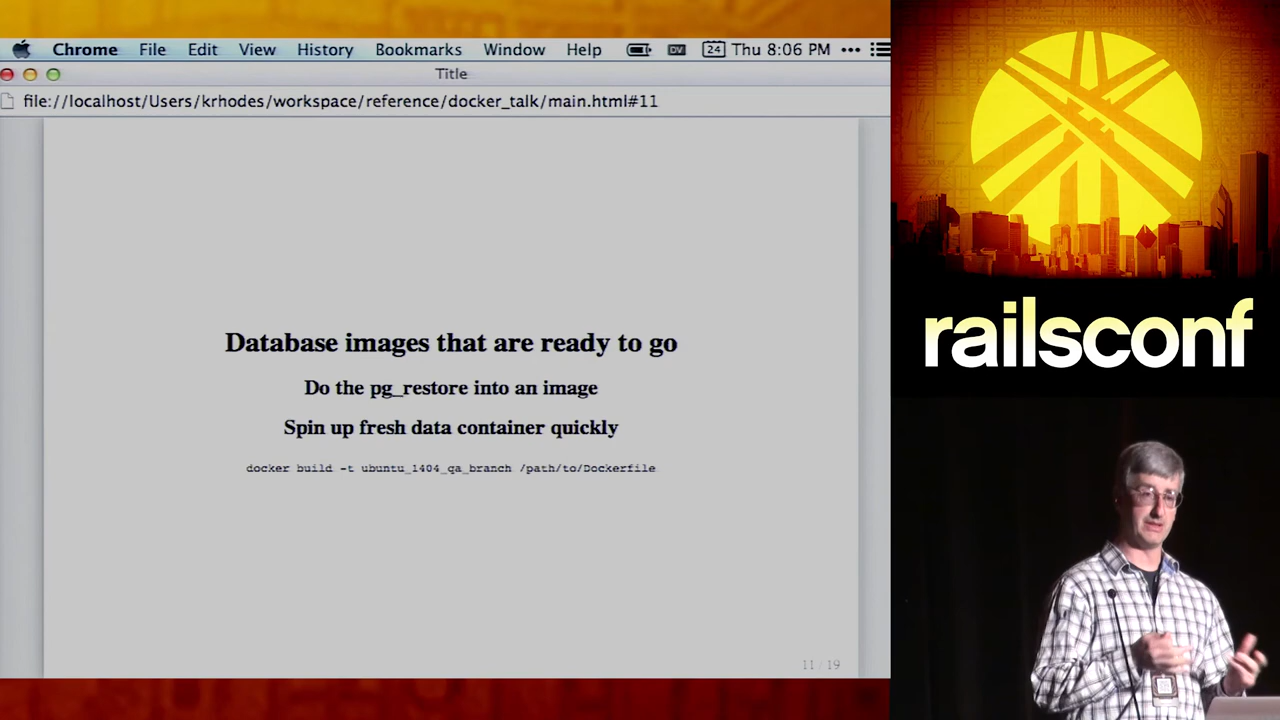 Chrome File Edit View History Bookmarks Window Help DV 24 Thu 8:06 PM
Title
file://localhost/Users/krhodes/workspace/reference/docker_talk/main.html#11
Database images that are ready to go
Do the pg_restore into an image
Spin up fresh data container quickly
docker build -t ubuntu_1404_qa_branch /path/to/Dockerfile
11 / 19
railsconf